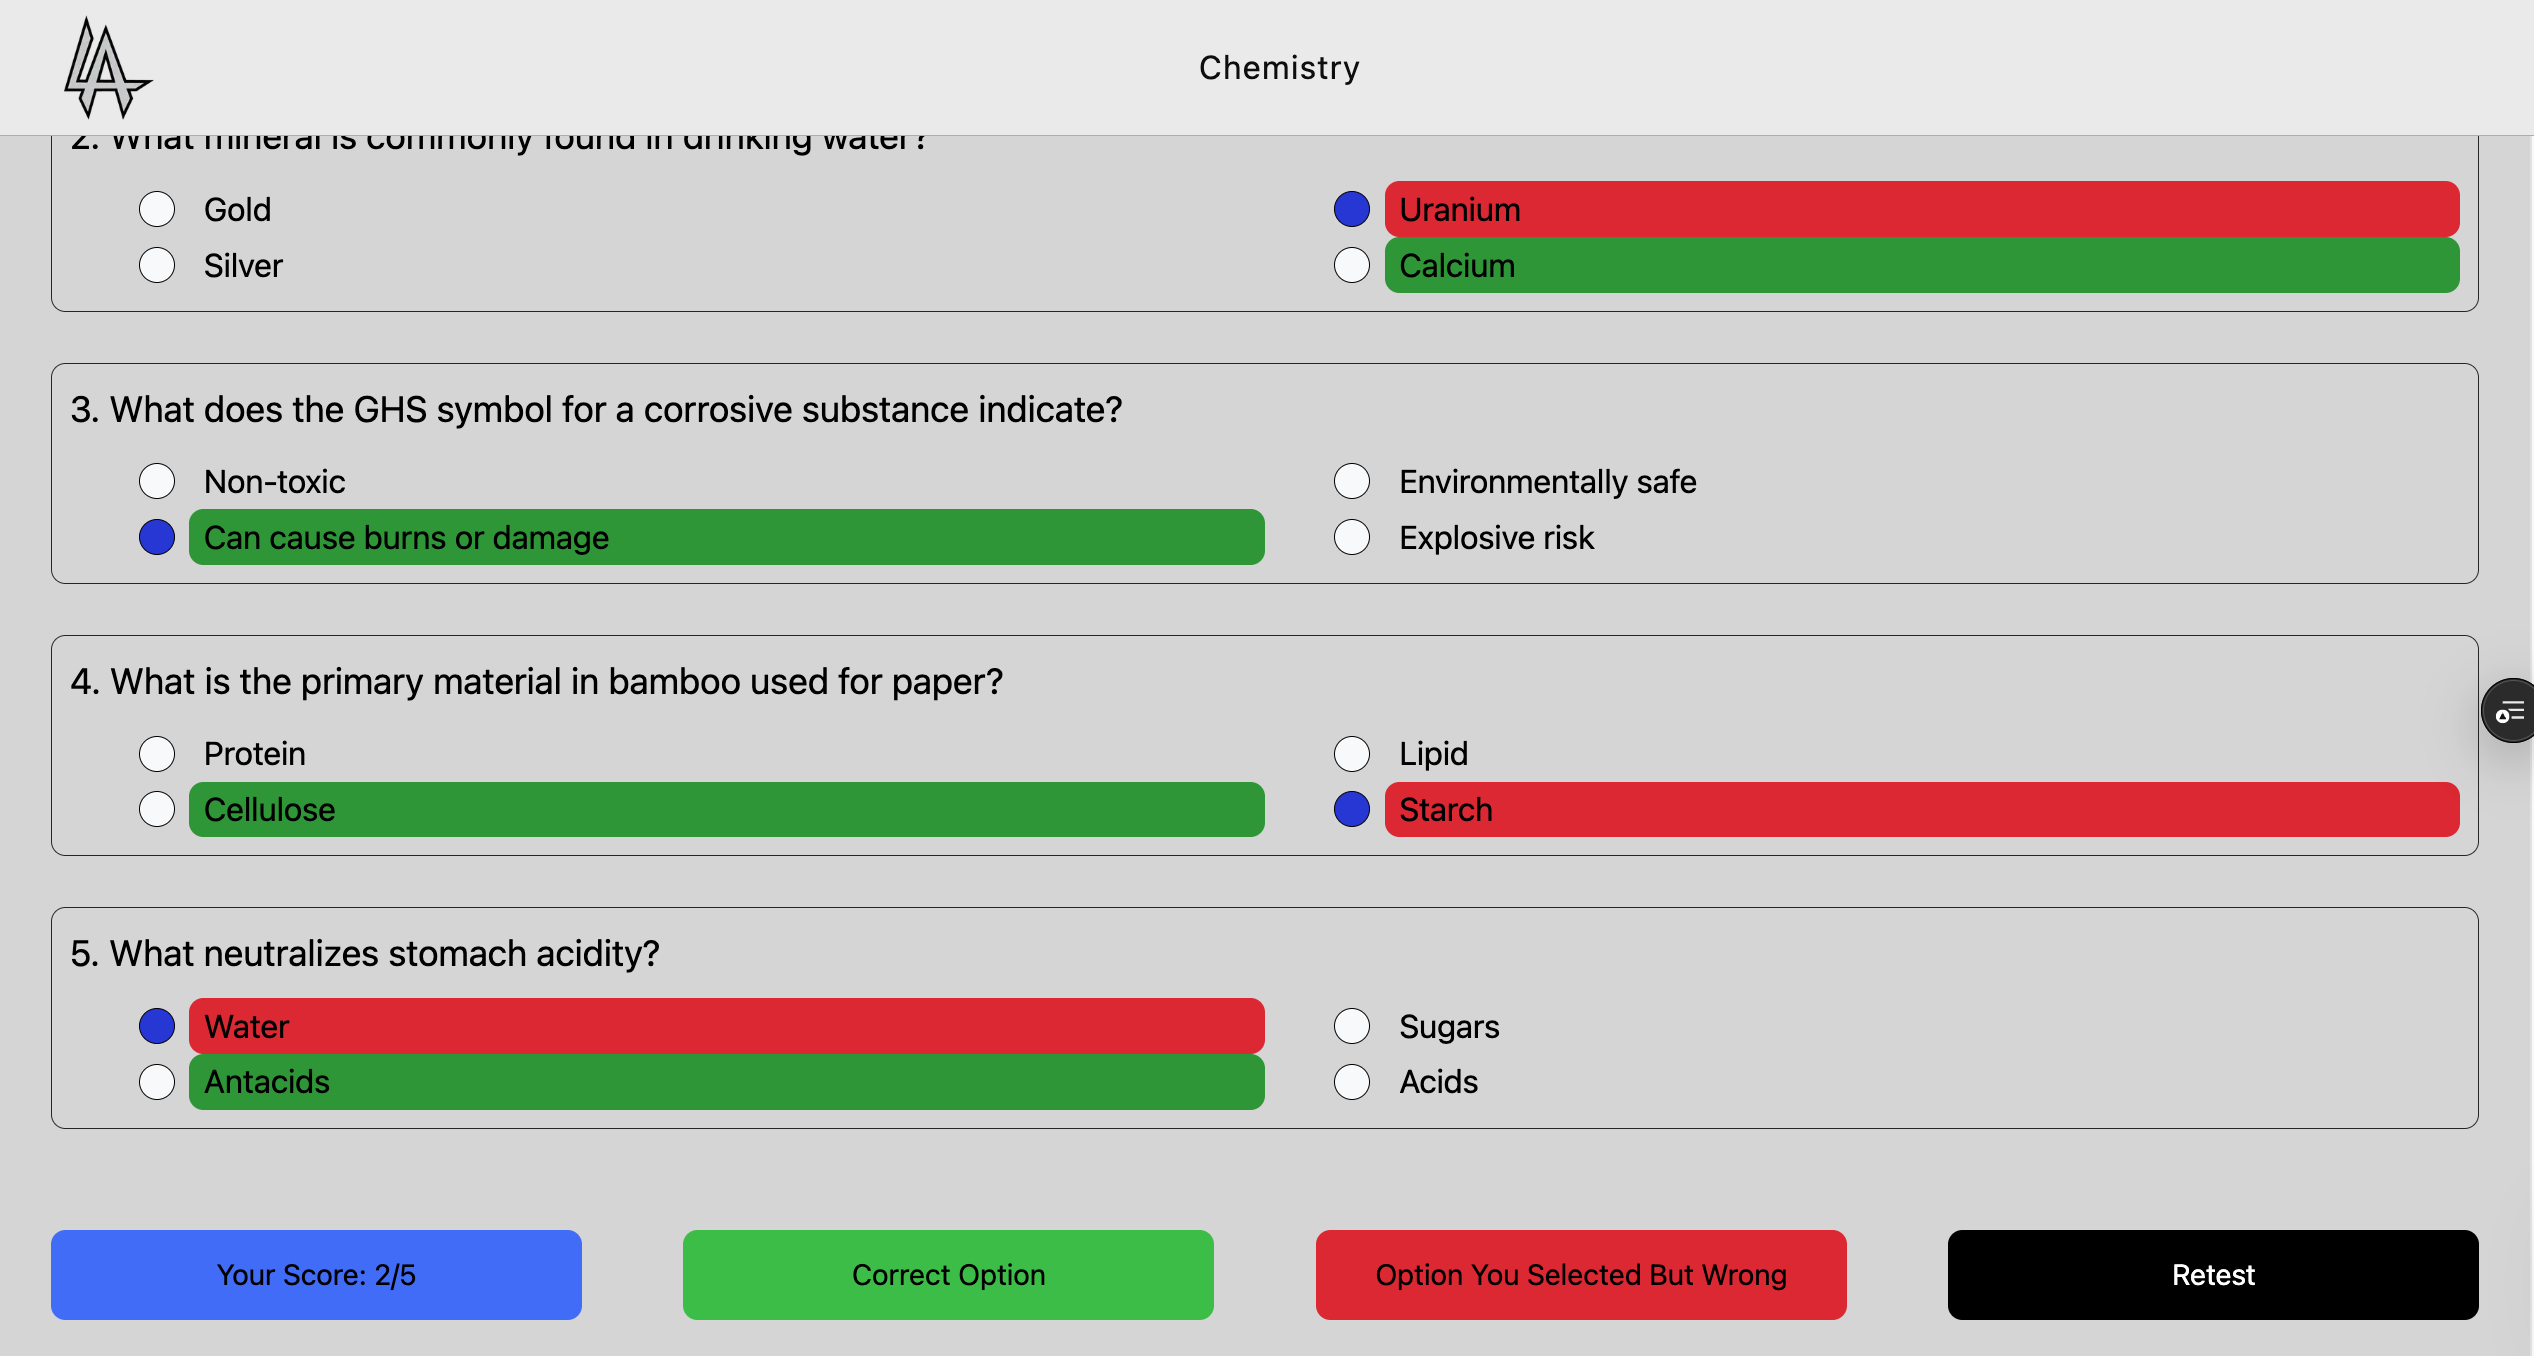 Chemistry
2. What mineral is commonly found in drinking water?
Gold
Uranium
Silver
Calcium
3. What does the GHS symbol for a corrosive substance indicate?
Non-toxic
Environmentally safe
Can cause burns or damage
Explosive risk
4. What is the primary material in bamboo used for paper?
Protein
Lipid
Cellulose
Starch
5. What neutralizes stomach acidity?
Water
Sugars
Antacids
Acids
Your Score: 2/5
Correct Option
Option You Selected But Wrong
Retest